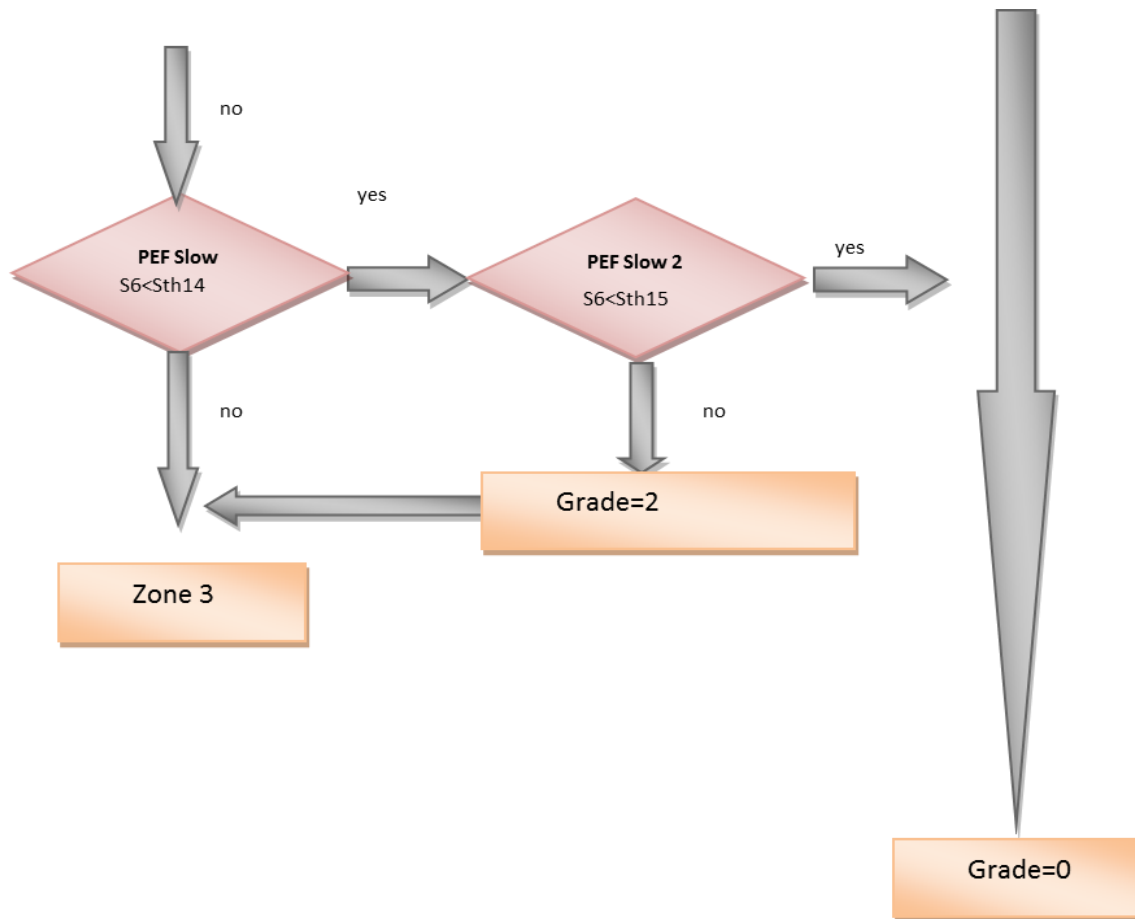 no
yes
PEF Slow
S6<Sth14
PEF Slow 2
S6<Sth15
yes
no
no
Grade=2
Zone 3
Grade=0